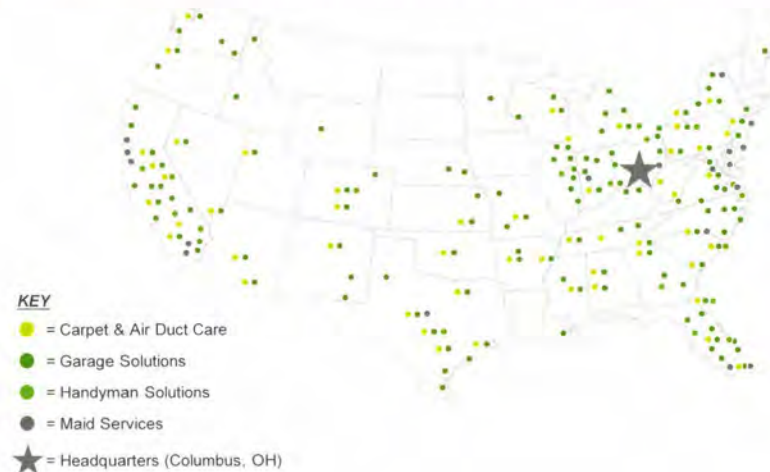 KEY
= Carpet & Air Duct Care
= Garage Solutions
= Handyman Solutions
= Maid Services
= Headquarters (Columbus, OH)